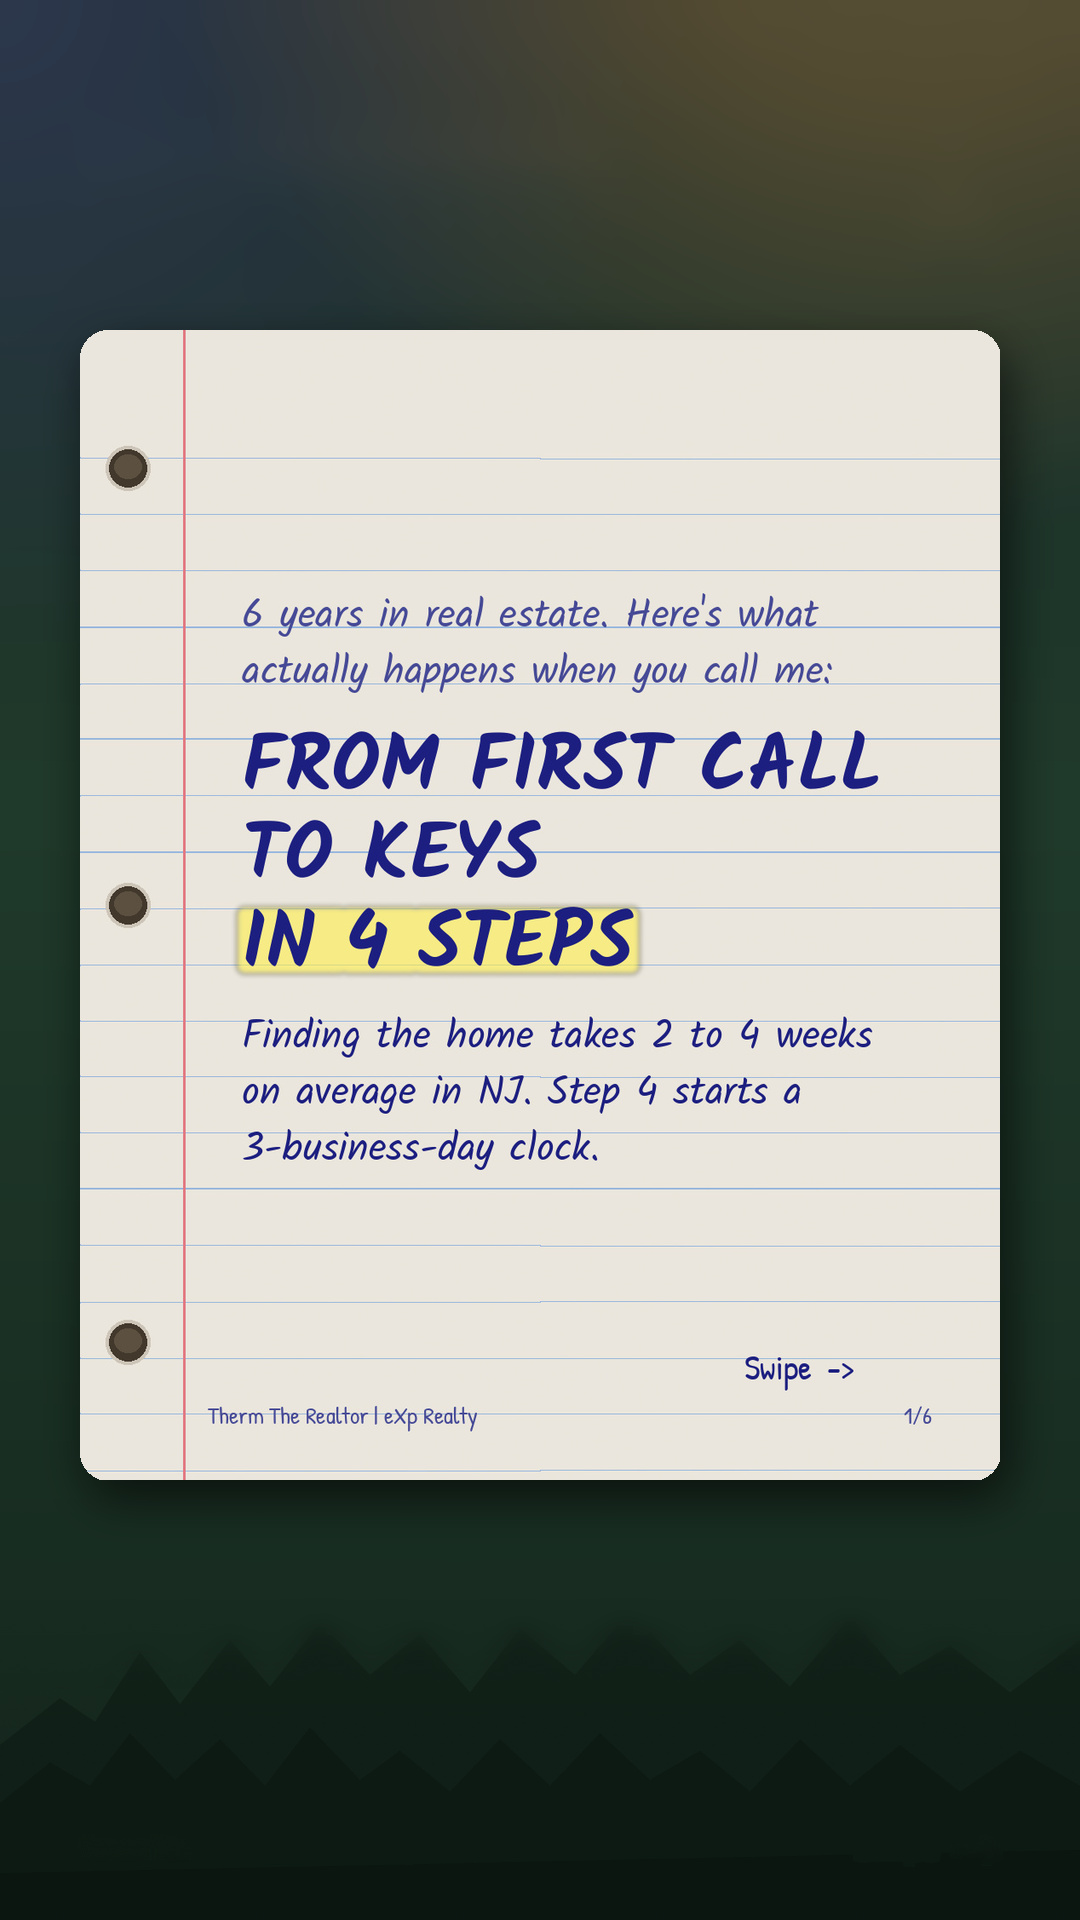 6 years in real estate. Here's what
actually happens when you call me:
FROM FIRST CALL
TO KEYS
IN 4 STEPS
Finding the home takes 2 to 4 weeks
on average in NJ. Step 4 starts a
3-business-day clock.
Swipe ->
Therm The Realtor | eXp Realty
1/6